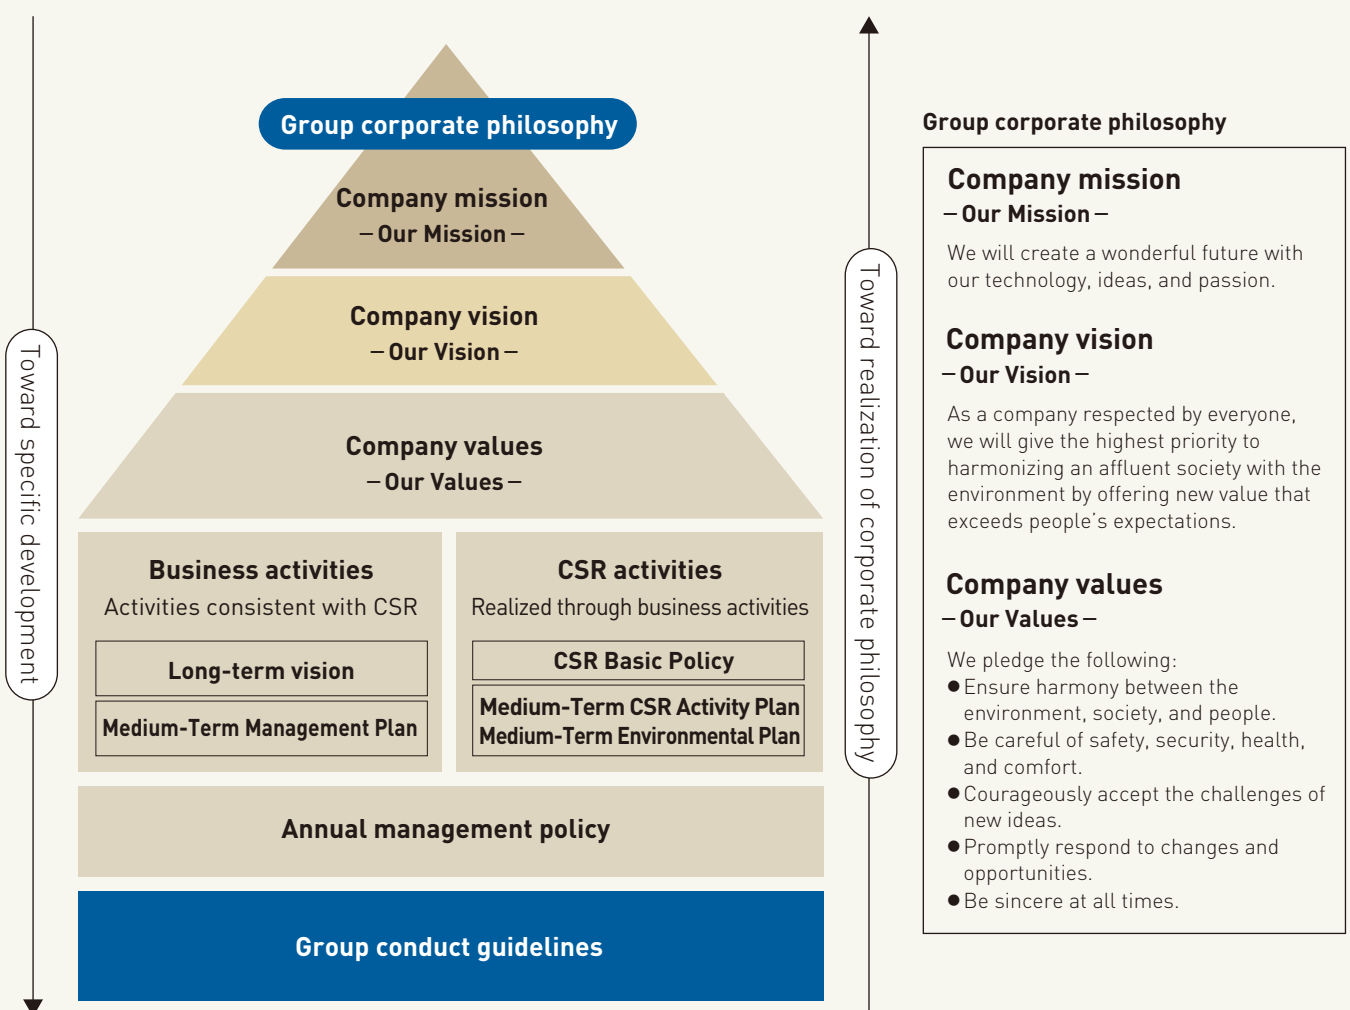 Toward specific development
Group corporate philosophy
Company mission
– Our Mission –
Company vision
– Our Vision –
Company values
– Our Values –
Business activities
Activities consistent with CSR
Long-term vision
Medium-Term Management Plan
CSR activities
Realized through business activities
CSR Basic Policy
Medium-Term CSR Activity Plan
Medium-Term Environmental Plan
Annual management policy
Group conduct guidelines
Toward realization of corporate philosophy
Group corporate philosophy
Company mission
– Our Mission –
We will create a wonderful future with
our technology, ideas, and passion.
Company vision
– Our Vision –
As a company respected by everyone,
we will give the highest priority to
harmonizing an affluent society with the
environment by offering new value that
exceeds people's expectations.
Company values
– Our Values –
We pledge the following:
●Ensure harmony between the
environment, society, and people.
●Be careful of safety, security, health,
and comfort.
●Courageously accept the challenges of
new ideas.
●Promptly respond to changes and
opportunities.
●Be sincere at all times.